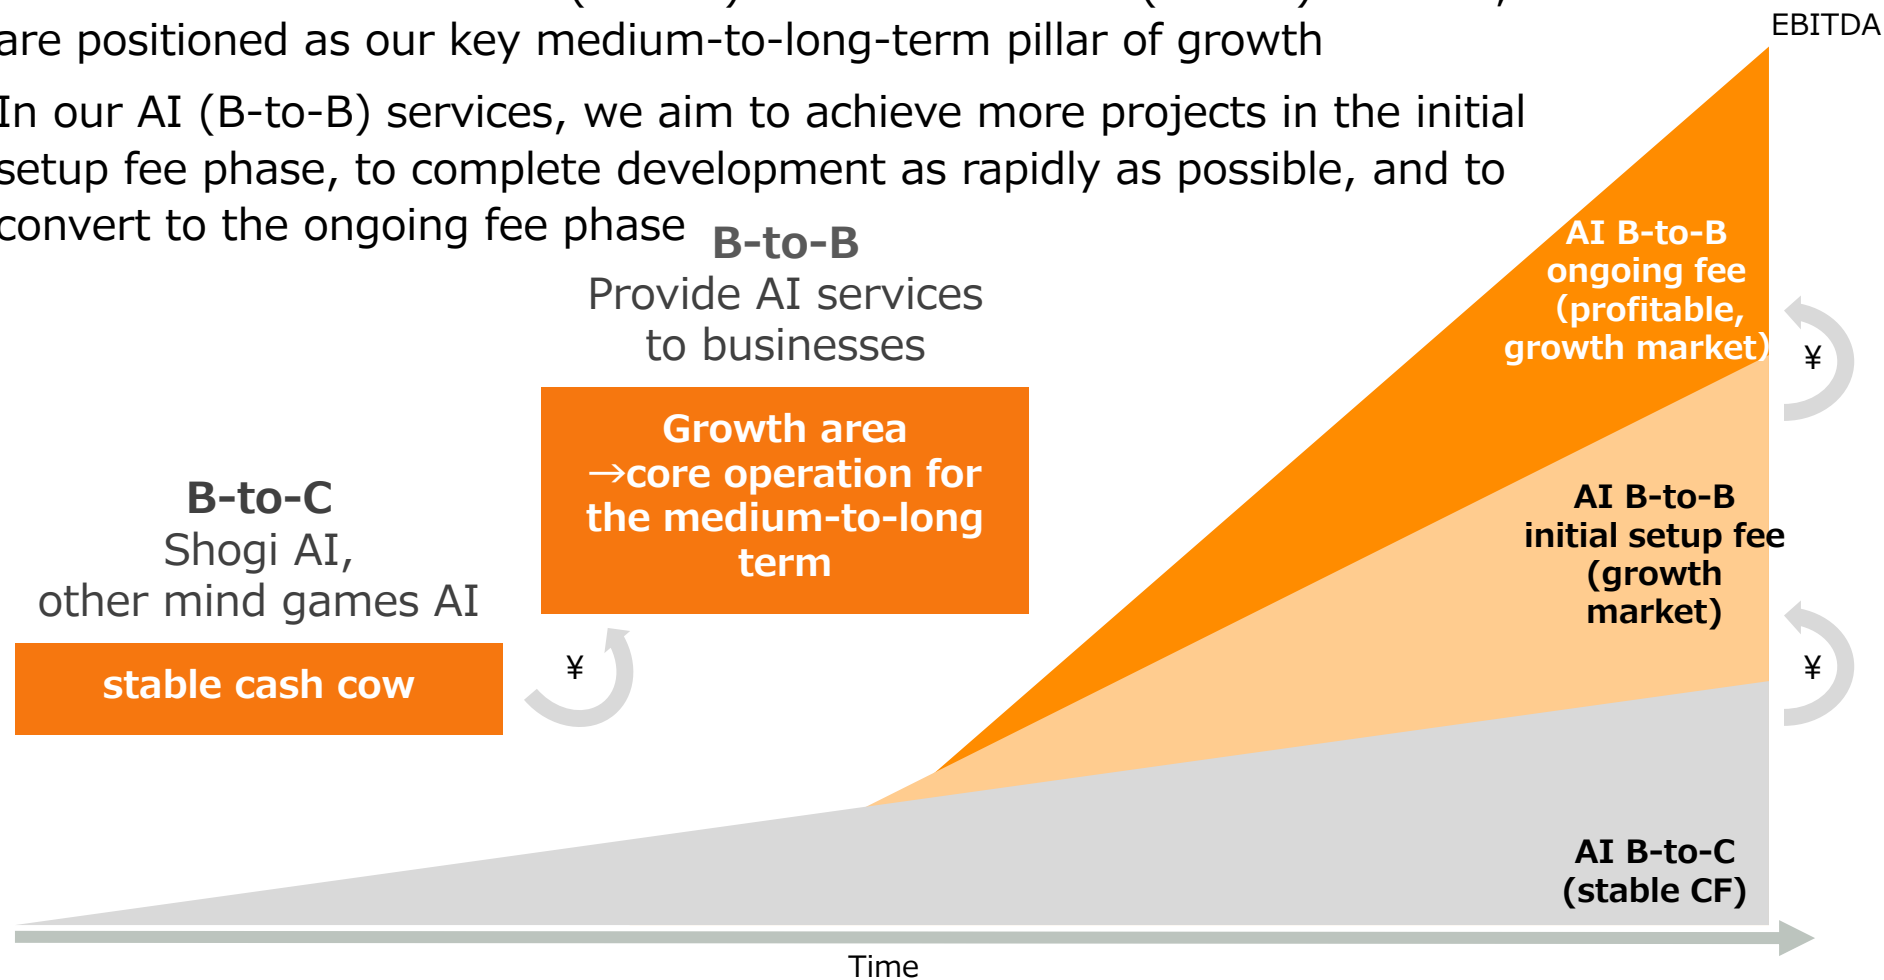 are positioned as our key medium-to-long-term pillar of growth
In our AI (B-to-B) services, we aim to achieve more projects in the initial
setup fee phase, to complete development as rapidly as possible, and to
convert to the ongoing fee phase
B-to-B
Provide AI services
to businesses
Growth area
→core operation for
the medium-to-long
term
B-to-C
Shogi AI,
other mind games AI
stable cash cow
¥
EBITDA
AI B-to-B
ongoing fee
(profitable,
growth market)
¥
AI B-to-B
initial setup fee
(growth
market)
¥
AI B-to-C
(stable CF)
Time